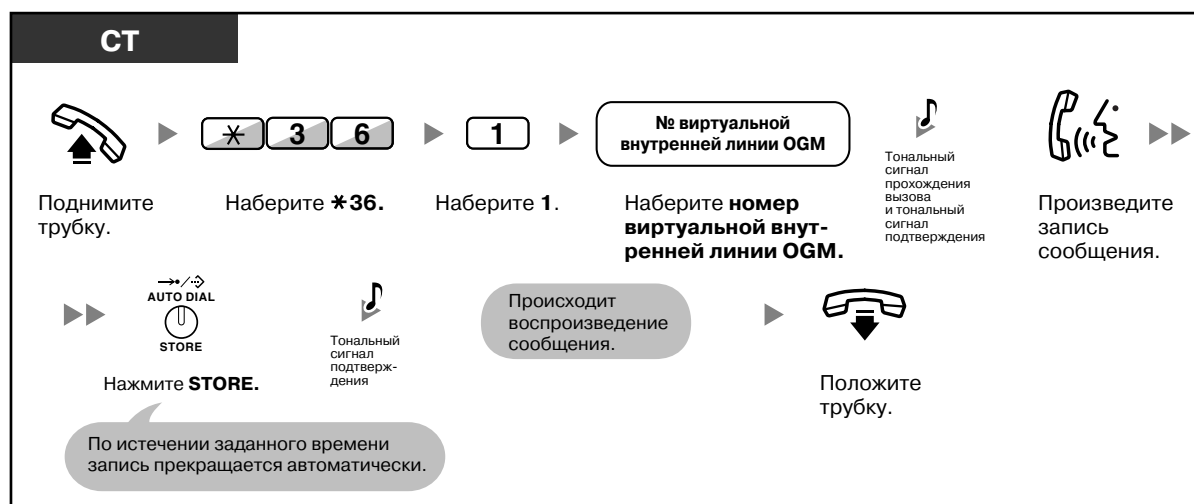 СТ
✳ 3 6
1
№ виртуальной
внутренней линии OGM
Поднимите
трубку.
Наберите ✳36.
Наберите 1.
Наберите номер
виртуальной внут-
ренней линии OGM.
Тональный
сигнал
прохождения
вызова
и тональный
сигнал
подтверждения
Произведите
запись
сообщения.
AUTO DIAL
STORE
Нажмите STORE.
Тональный
сигнал
подтверж-
дения
Происходит
воспроизведение
сообщения.
Положите
трубку.
По истечении заданного времени
запись прекращается автоматически.